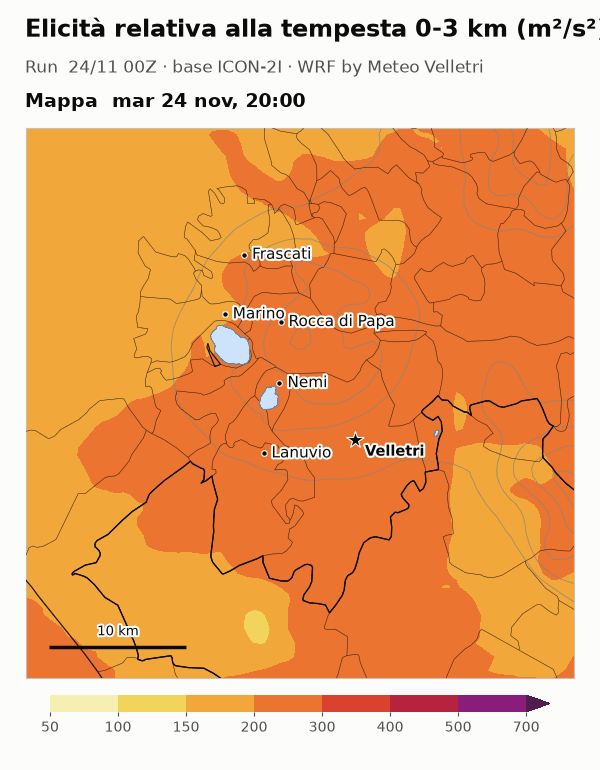 Elicità relativa alla tempesta 0-3 km (m²/s²)
Run  24/11 00Z · base ICON-2I · WRF by Meteo Velletri
Mappa  mar 24 nov, 20:00
Frascati
Marino
Rocca di Papa
Nemi
Velletri
Lanuvio
10 km
50 100 150 200 300 400 500 700